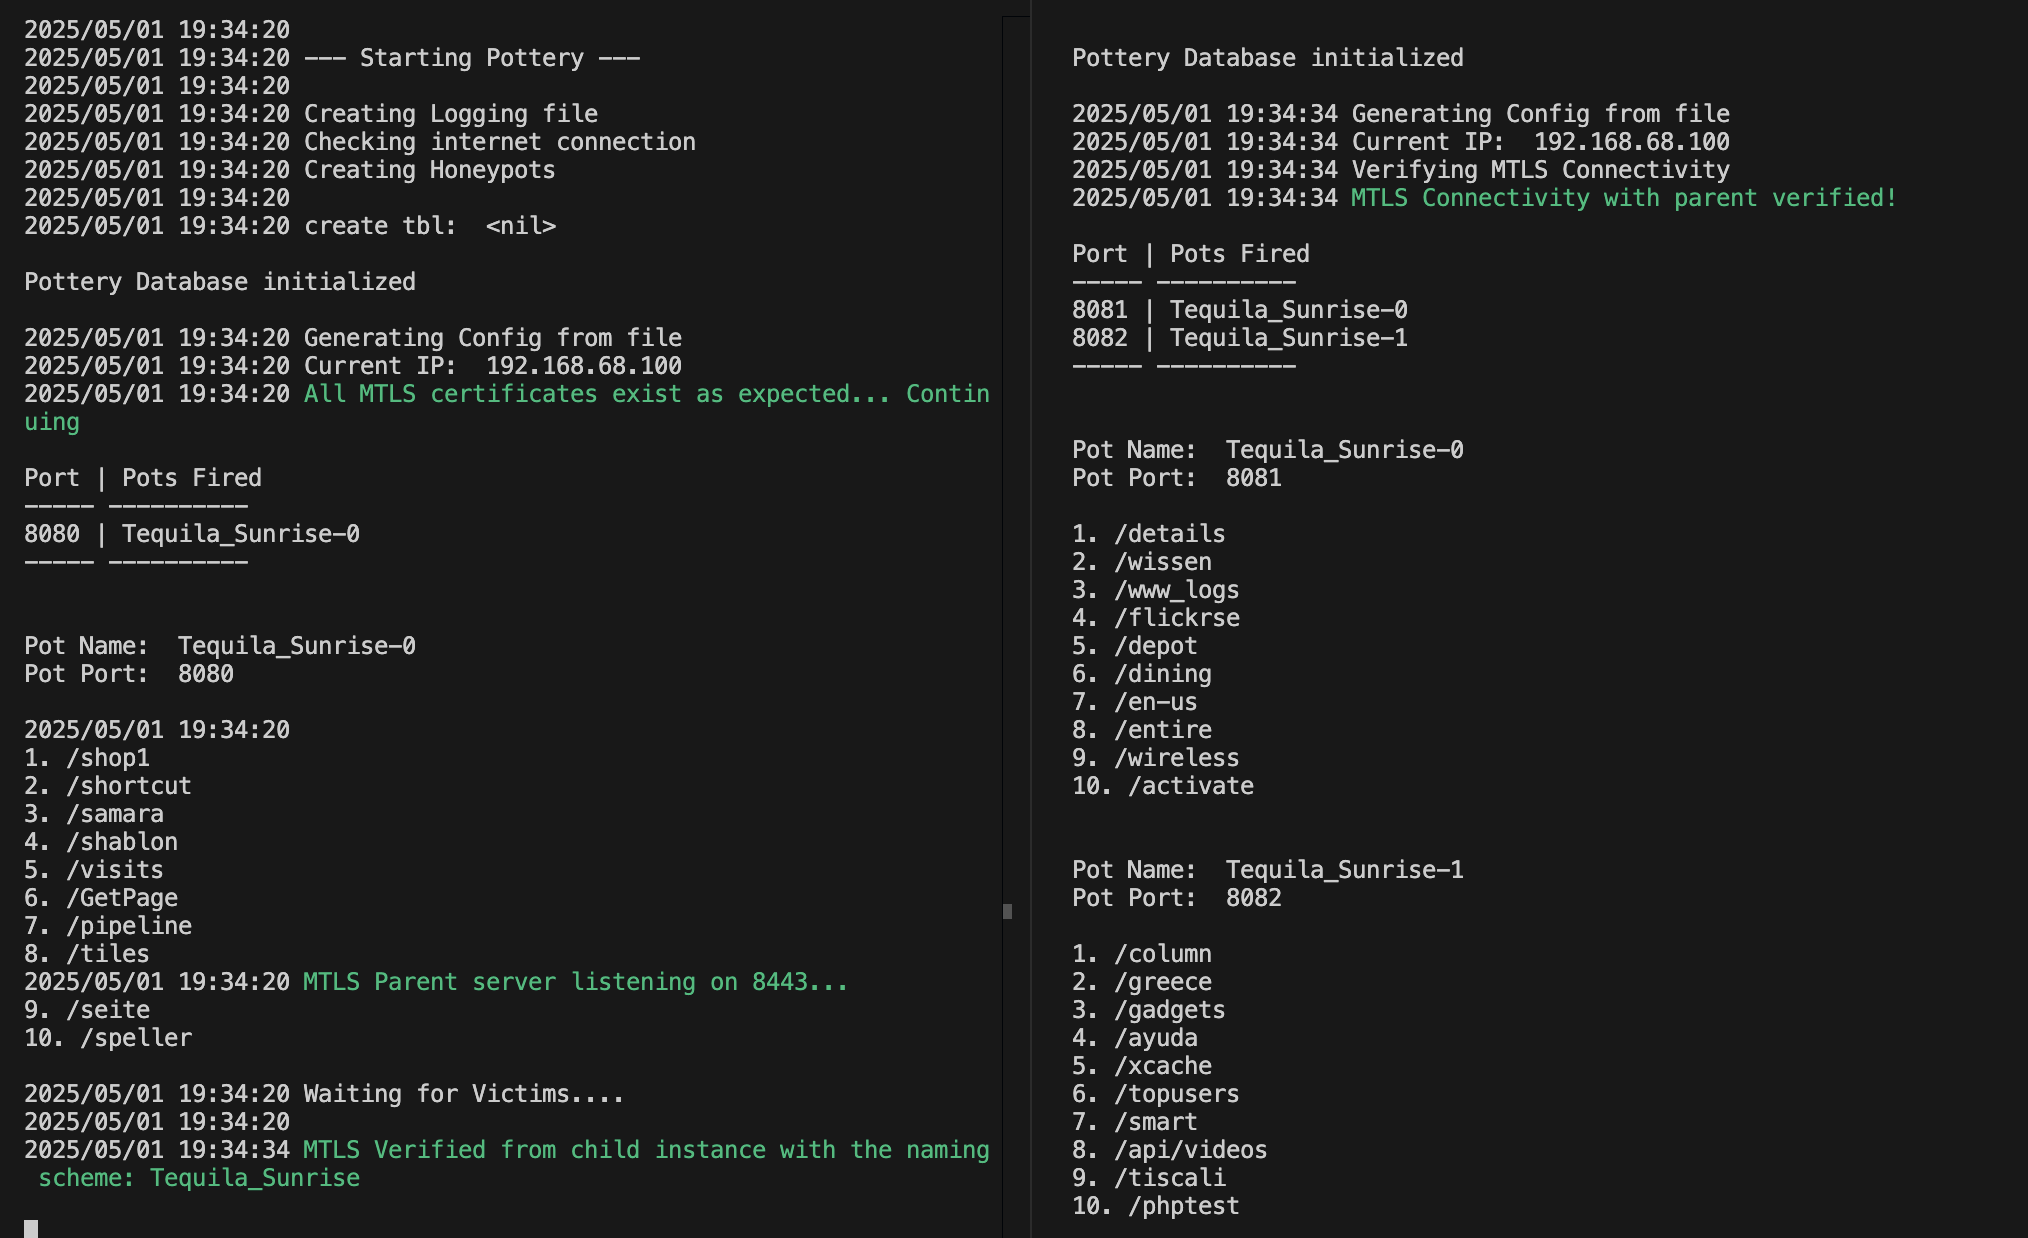 2025/05/01 19:34:20
2025/05/01 19:34:20 --- Starting Pottery ---
2025/05/01 19:34:20
2025/05/01 19:34:20 Creating Logging file
2025/05/01 19:34:20 Checking internet connection
2025/05/01 19:34:20 Creating Honeypots
2025/05/01 19:34:20
2025/05/01 19:34:20 create tbl:  <nil>
Pottery Database initialized
2025/05/01 19:34:20 Generating Config from file
2025/05/01 19:34:20 Current IP:  192.168.68.100
2025/05/01 19:34:20 All MTLS certificates exist as expected... Contin
uing
Port | Pots Fired
----- ----------
8080 | Tequila_Sunrise-0
----- ----------
Pot Name:  Tequila_Sunrise-0
Pot Port:  8080
2025/05/01 19:34:20
1. /shop1
2. /shortcut
3. /samara
4. /shablon
5. /visits
6. /GetPage
7. /pipeline
8. /tiles
2025/05/01 19:34:20 MTLS Parent server listening on 8443...
9. /seite
10. /speller
2025/05/01 19:34:20 Waiting for Victims....
2025/05/01 19:34:20
2025/05/01 19:34:34 MTLS Verified from child instance with the naming
 scheme: Tequila_Sunrise
Pottery Database initialized
2025/05/01 19:34:34 Generating Config from file
2025/05/01 19:34:34 Current IP:  192.168.68.100
2025/05/01 19:34:34 Verifying MTLS Connectivity
2025/05/01 19:34:34 MTLS Connectivity with parent verified!
Port | Pots Fired
----- ----------
8081 | Tequila_Sunrise-0
8082 | Tequila_Sunrise-1
----- ----------
Pot Name:  Tequila_Sunrise-0
Pot Port:  8081
1. /details
2. /wissen
3. /www_logs
4. /flickrse
5. /depot
6. /dining
7. /en-us
8. /entire
9. /wireless
10. /activate
Pot Name:  Tequila_Sunrise-1
Pot Port:  8082
1. /column
2. /greece
3. /gadgets
4. /ayuda
5. /xcache
6. /topusers
7. /smart
8. /api/videos
9. /tiscali
10. /phptest